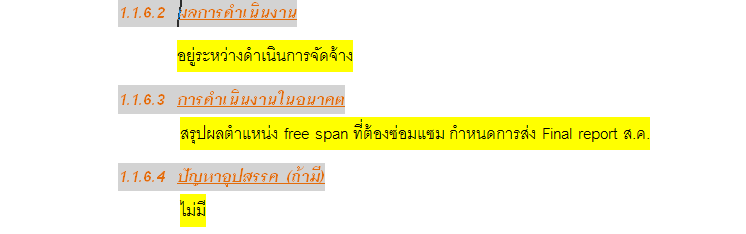 1.1.6.2 ผลการดำเนินงาน
อยู่ระหว่างดำเนินการจัดจ้าง
1.1.6.3 การดำเนินงานในอนาคต
สรุปผลตำแหน่ง free span ที่ต้องซ่อมแซม กำหนดการส่ง Final report ส.ค.
1.1.6.4 ปัญหาอุปสรรค (ถ้ามี)
ไม่มี